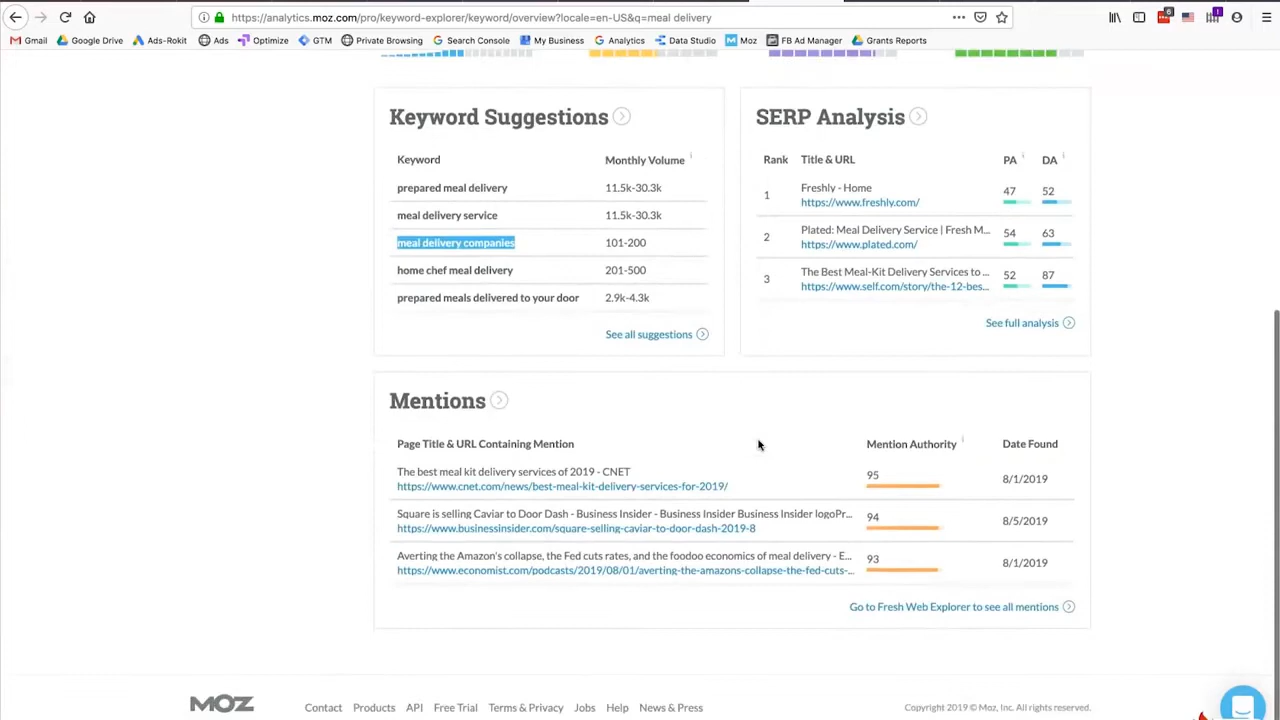 https://analytics.moz.com/pro/keyword-explorer/keyword/overview?locale=en-US&q=meal delivery
Gmail Google Drive Ads-Rokit Ads Optimize GTM Private Browsing Search Console My Business Analytics Data Studio Moz FB Ad Manager Grants Reports
Keyword Suggestions
Keyword Monthly Volume
prepared meal delivery 11.5k-30.3k
meal delivery service 11.5k-30.3k
meal delivery companies 101-200
home chef meal delivery 201-500
prepared meals delivered to your door 2.9k-4.3k
See all suggestions
SERP Analysis
Rank Title & URL PA DA
1 Freshly - Home 47 52
https://www.freshly.com/
2 Plated: Meal Delivery Service | Fresh M... 54 63
https://www.plated.com/
3 The Best Meal-Kit Delivery Services to ... 52 87
https://www.self.com/story/the-12-bes...
See full analysis
Mentions
Page Title & URL Containing Mention Mention Authority Date Found
The best meal kit delivery services of 2019 - CNET 95 8/1/2019
https://www.cnet.com/news/best-meal-kit-delivery-services-for-2019/
Square is selling Caviar to Door Dash - Business Insider - Business Insider Business Insider logoPr... 94 8/5/2019
https://www.businessinsider.com/square-selling-caviar-to-door-dash-2019-8
Averting the Amazon's collapse, the Fed cuts rates, and the foodoo economics of meal delivery - E... 93 8/1/2019
https://www.economist.com/podcasts/2019/08/01/averting-the-amazons-collapse-the-fed-cuts-...
Go to Fresh Web Explorer to see all mentions
MOZ Contact Products API Free Trial Terms & Privacy Jobs Help News & Press Copyright 2019 © Moz, Inc. All rights reserved.